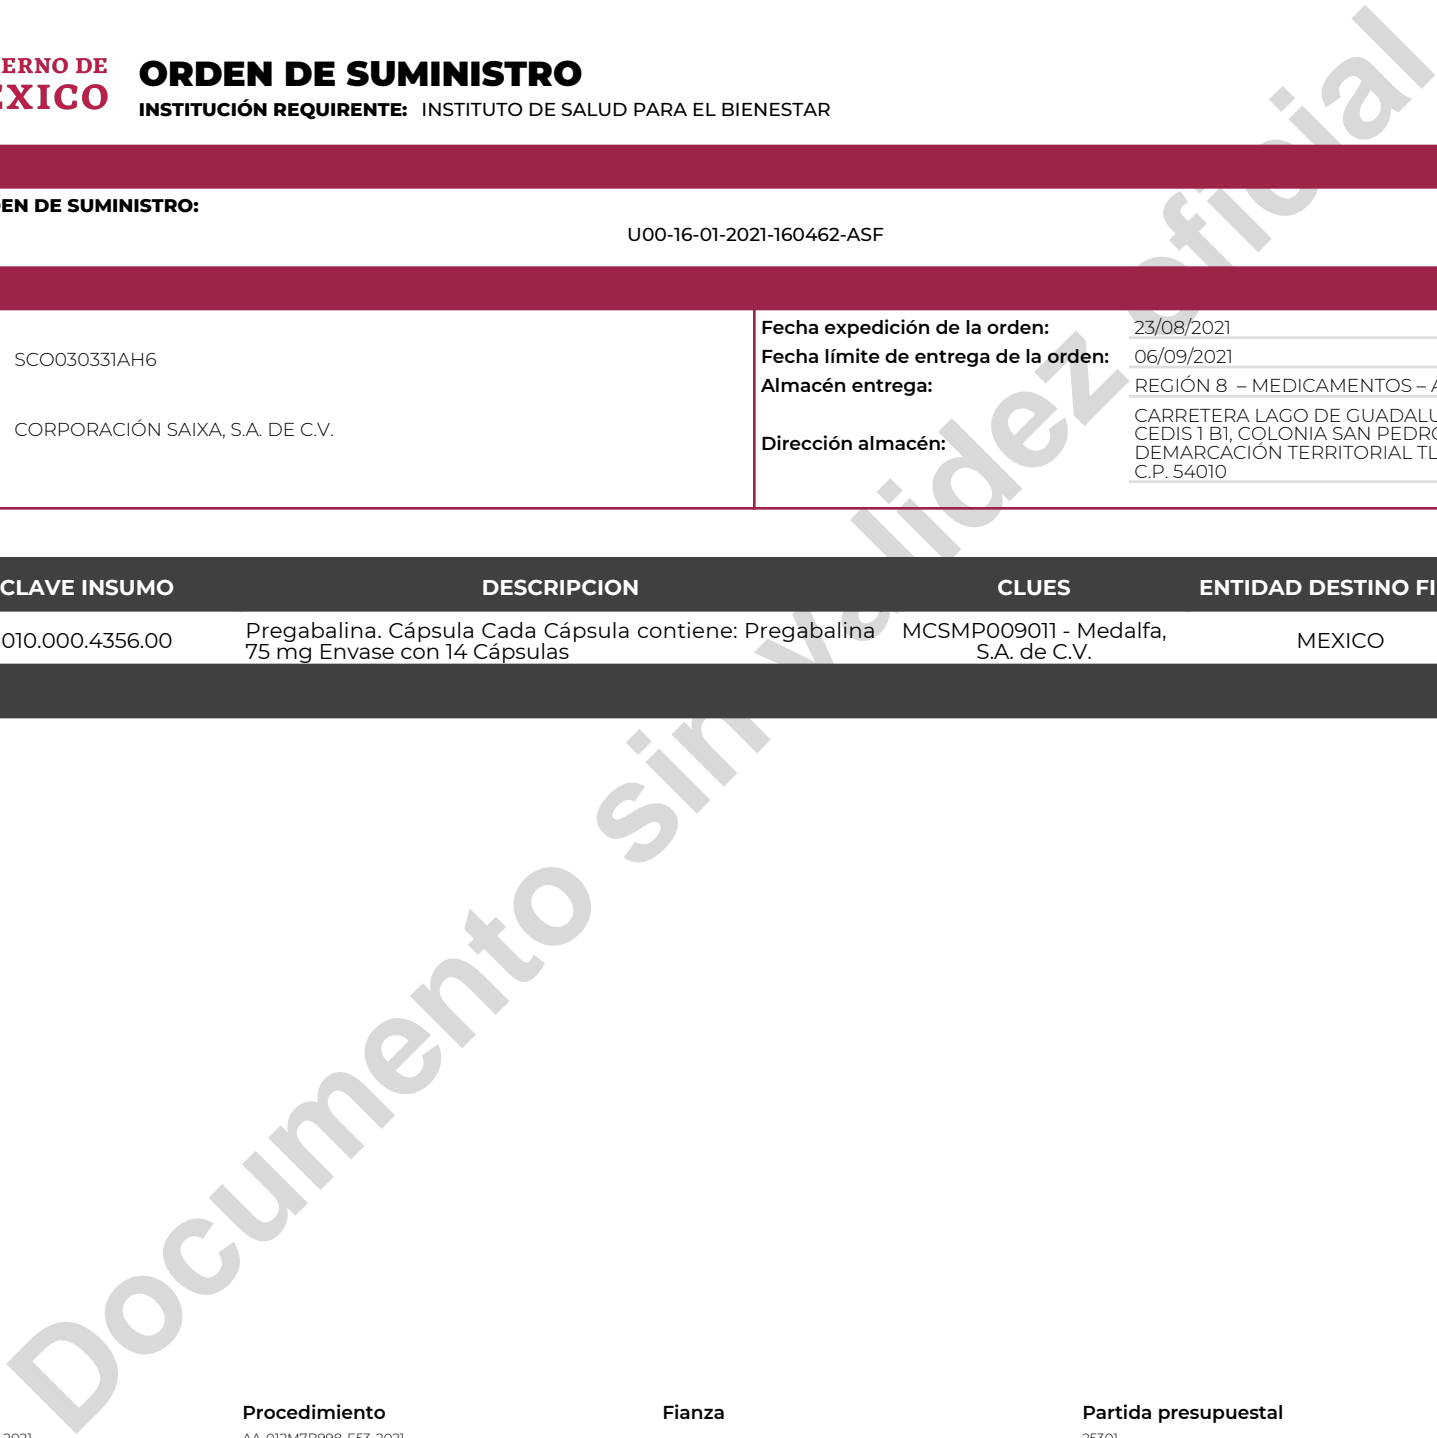 ERNO DE
EXICO
ORDEN DE SUMINISTRO
INSTITUCIÓN REQUIRENTE: INSTITUTO DE SALUD PARA EL BIENESTAR
EN DE SUMINISTRO:
U00-16-01-2021-160462-ASF
SCO030331AH6
CORPORACIÓN SAIXA, S.A. DE C.V.
Fecha expedición de la orden: 23/08/2021
Fecha límite de entrega de la orden: 06/09/2021
Almacén entrega: REGIÓN 8 – MEDICAMENTOS – A
Dirección almacén:
CARRETERA LAGO DE GUADALU
CEDIS 1 B1, COLONIA SAN PEDRO
DEMARCACIÓN TERRITORIAL TL
C.P. 54010
CLAVE INSUMO DESCRIPCION CLUES ENTIDAD DESTINO FI
010.000.4356.00
Pregabalina. Cápsula Cada Cápsula contiene: Pregabalina
75 mg Envase con 14 Cápsulas
MCSMP009011 - Medalfa,
S.A. de C.V.
MEXICO
Documento sin validez oficial
Procedimiento Fianza Partida presupuestal